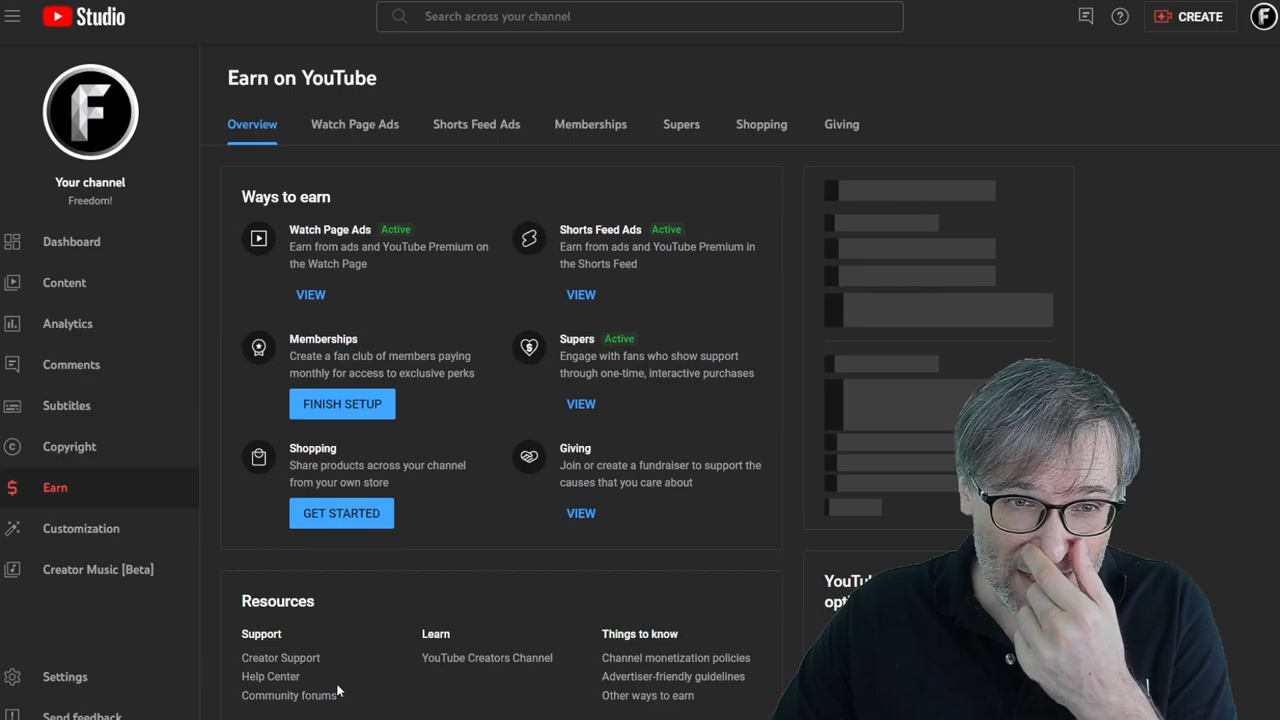 Studio
Search across your channel
CREATE
F
F
Your channel
Freedom!
Dashboard
Content
Analytics
Comments
Subtitles
Copyright
Earn
Customization
Creator Music [Beta]
Settings
Send feedback
Earn on YouTube
Overview
Watch Page Ads
Shorts Feed Ads
Memberships
Supers
Shopping
Giving
Ways to earn
Watch Page Ads Active
Earn from ads and YouTube Premium on
the Watch Page
VIEW
Shorts Feed Ads Active
Earn from ads and YouTube Premium in
the Shorts Feed
VIEW
Memberships
Create a fan club of members paying
monthly for access to exclusive perks
FINISH SETUP
Supers Active
Engage with fans who show support
through one-time, interactive purchases
VIEW
Shopping
Share products across your channel
from your own store
GET STARTED
Giving
Join or create a fundraiser to support the
causes that you care about
VIEW
Resources
Support
Creator Support
Help Center
Community forums
Learn
YouTube Creators Channel
Things to know
Channel monetization policies
Advertiser-friendly guidelines
Other ways to earn